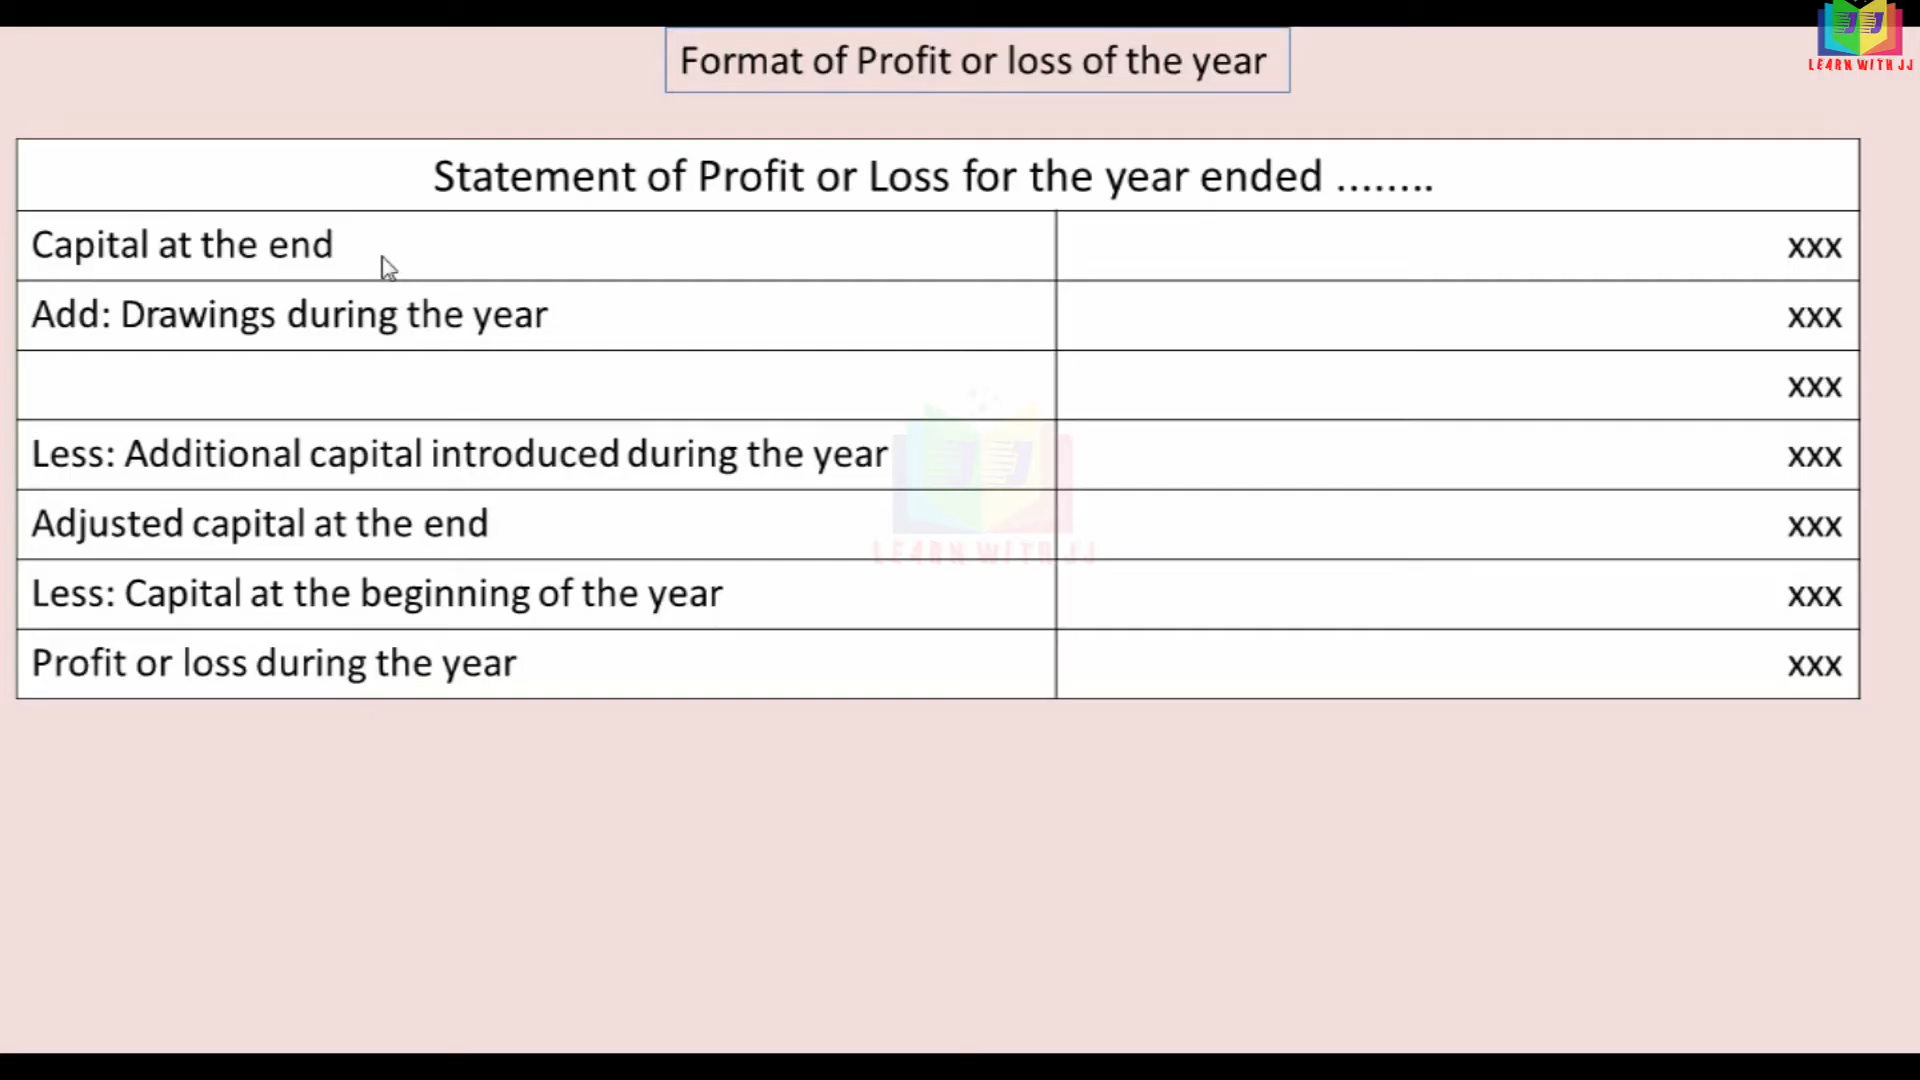 Format of Profit or loss of the year
LEARN WITH JJ
Statement of Profit or Loss for the year ended ........
Capital at the end xxx
Add: Drawings during the year xxx
xxx
Less: Additional capital introduced during the year xxx
Adjusted capital at the end xxx
LEARN WITH JJ
Less: Capital at the beginning of the year xxx
Profit or loss during the year xxx